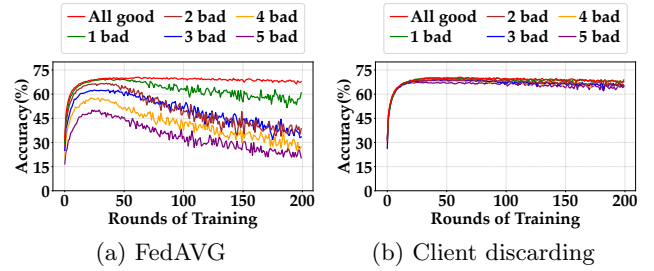 All good 2 bad 4 bad
1 bad 3 bad 5 bad
Accuracy(%)
75
60
45
30
15
0
0 50 100 150 200
Rounds of Training
(a) FedAVG
All good 2 bad 4 bad
1 bad 3 bad 5 bad
Accuracy(%)
75
60
45
30
15
0
0 50 100 150 200
Rounds of Training
(b) Client discarding